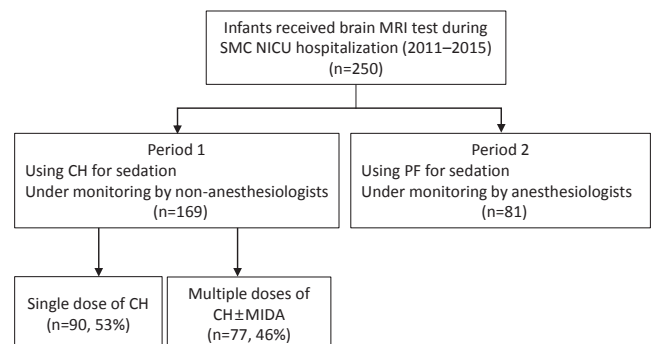 Infants received brain MRI test during
SMC NICU hospitalization (2011–2015)
(n=250)
Period 1
Using CH for sedation
Under monitoring by non-anesthesiologists
(n=169)
Period 2
Using PF for sedation
Under monitoring by anesthesiologists
(n=81)
Single dose of CH
(n=90, 53%)
Multiple doses of
CH±MIDA
(n=77, 46%)